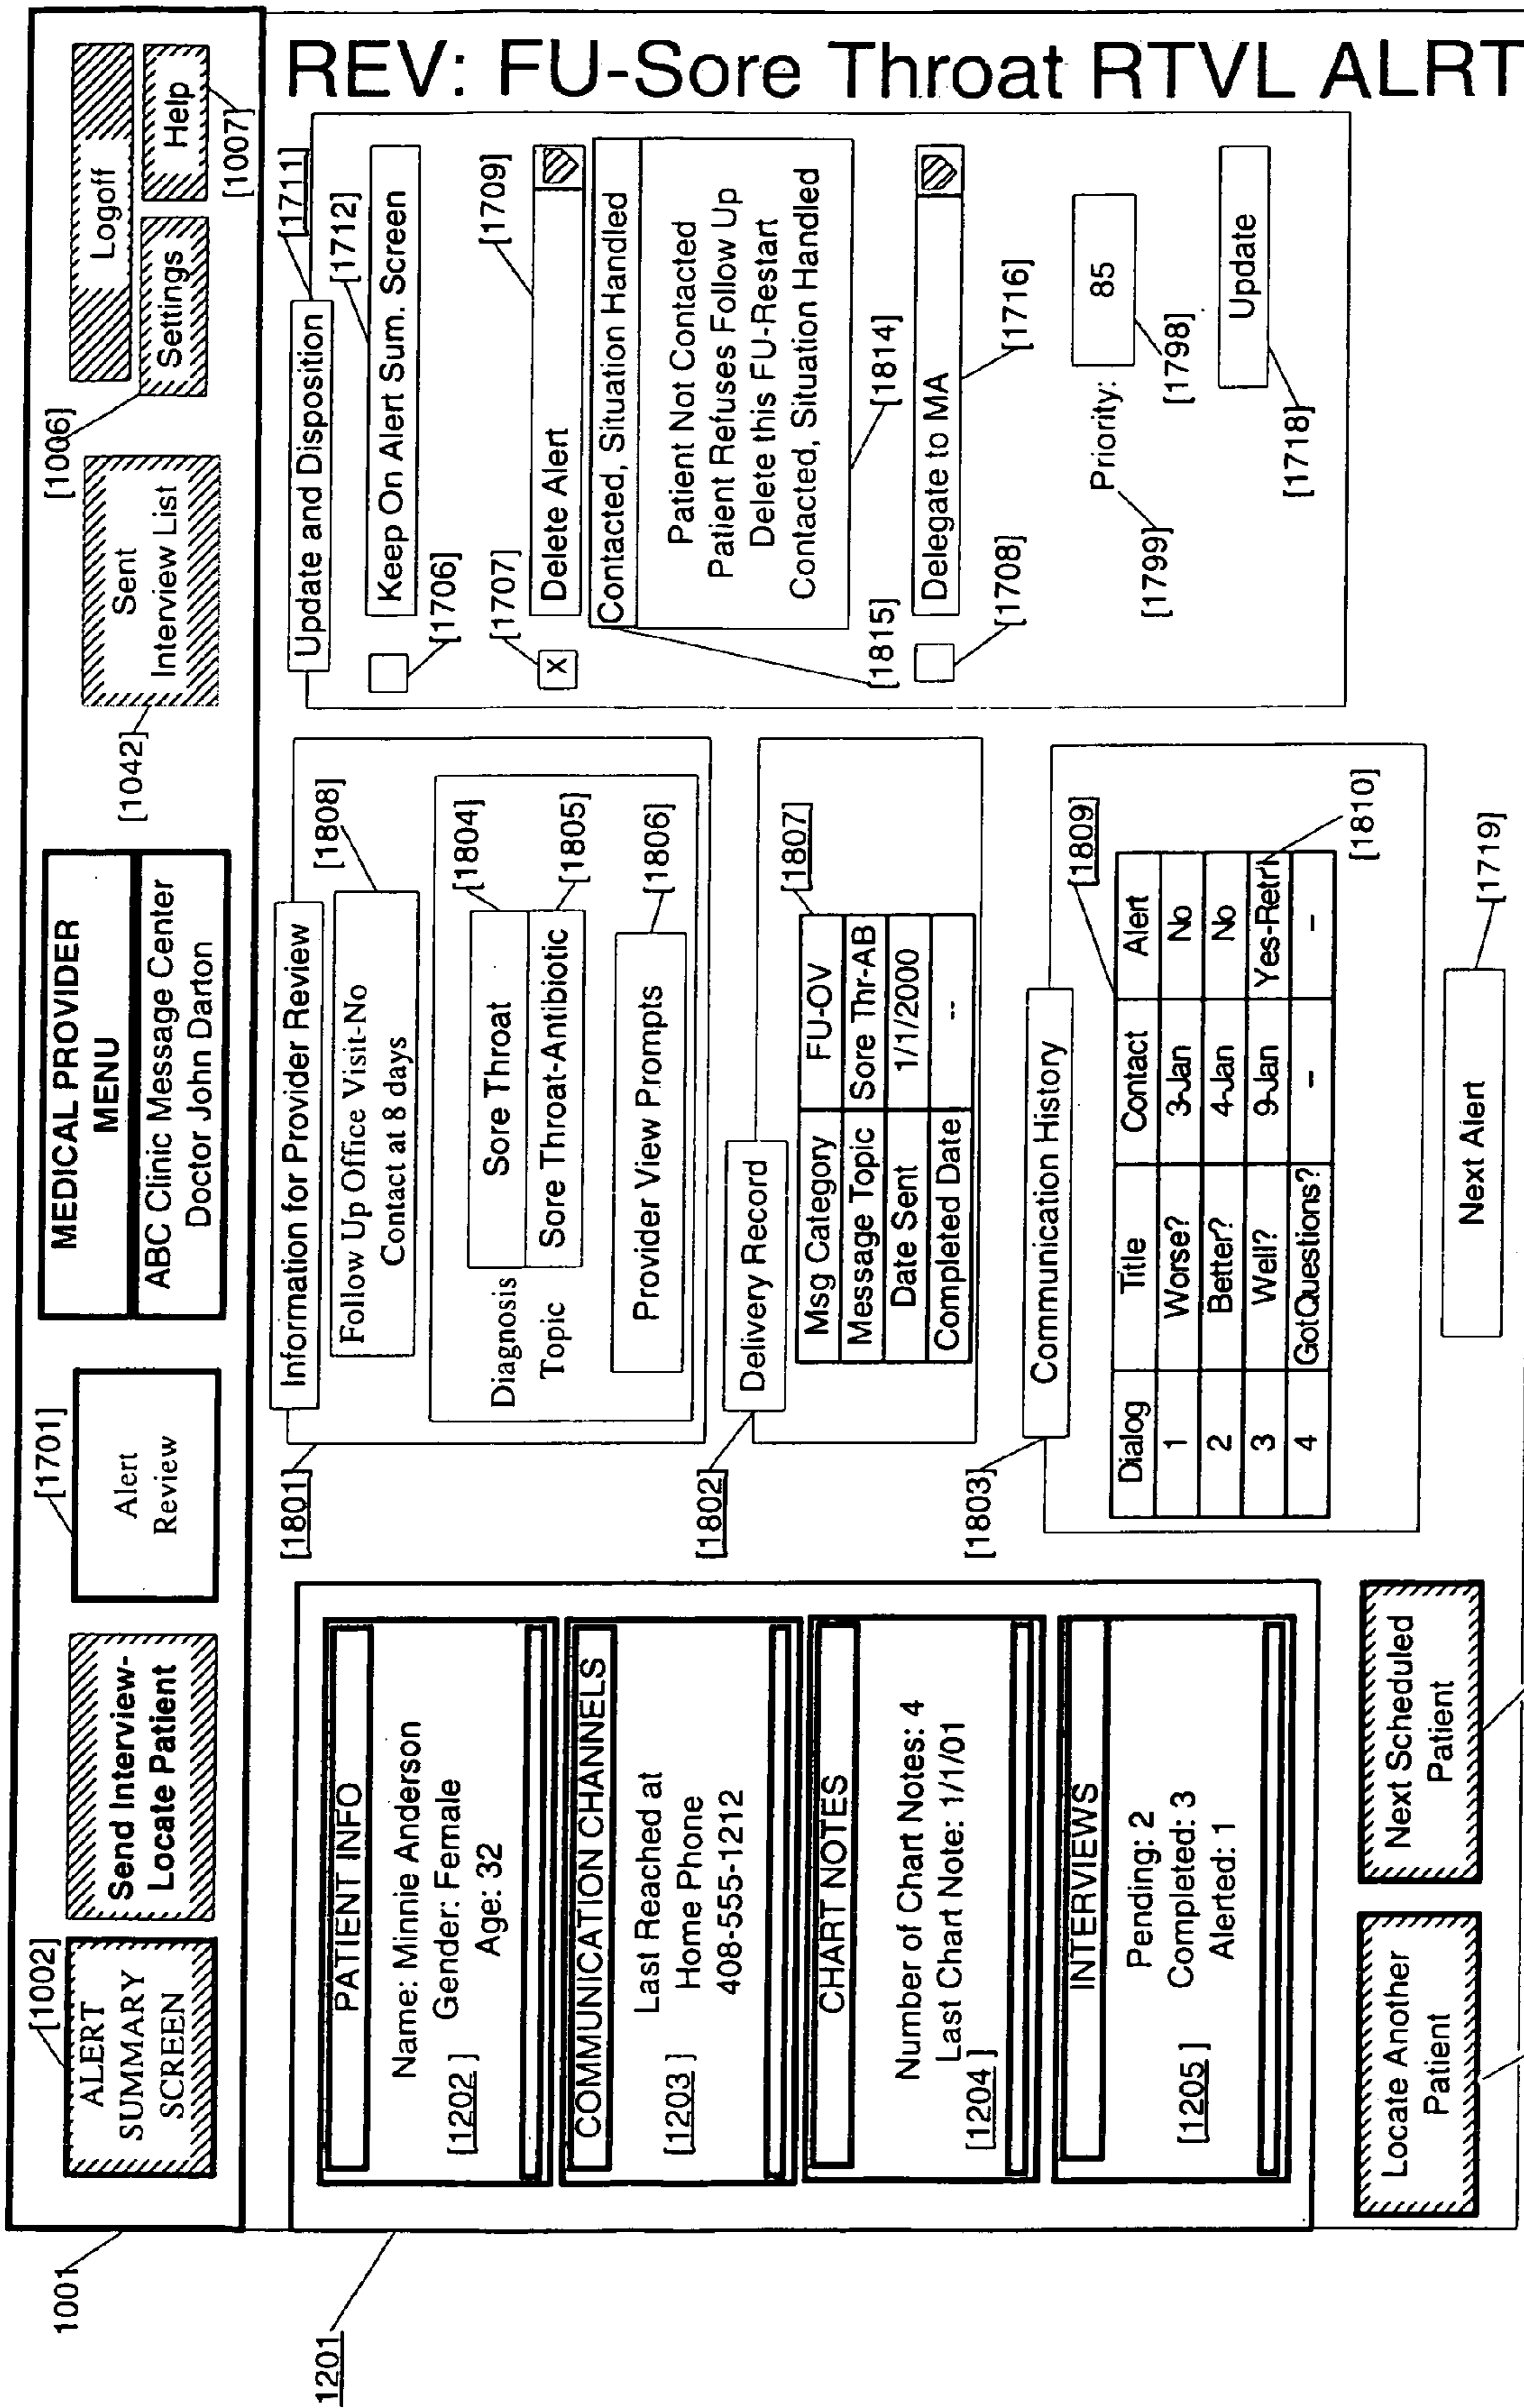 1001
[1002]
ALERT
SUMMARY
SCREEN
Send Interview-
Locate Patient
[1701]
Alert
Review
MEDICAL PROVIDER
MENU
ABC Clinic Message Center
Doctor John Darton
[1042]
Sent
Interview List
[1006]
Logoff
Settings
Help
[1007]
REV: FU-Sore Throat RTVL ALRT
1201
PATIENT INFO
Name: Minnie Anderson
Gender: Female
Age: 32
[1202 ]
COMMUNICATION CHANNELS
Last Reached at
Home Phone
408-555-1212
[1203 ]
CHART NOTES
Number of Chart Notes: 4
Last Chart Note: 1/1/01
[1204 ]
INTERVIEWS
Pending: 2
Completed: 3
Alerted: 1
[1205 ]
Locate Another
Patient
Next Scheduled
Patient
[1801]
Information for Provider Review
Follow Up Office Visit-No
Contact at 8 days
[1808]
Diagnosis Sore Throat [1804]
Topic Sore Throat-Antibiotic [1805]
Provider View Prompts [1806]
[1802]
Delivery Record
Msg Category FU-OV [1807]
Message Topic Sore Thr-AB
Date Sent 1/1/2000
Completed Date --
[1803]
Communication History
[1809]
Dialog Title Contact Alert
1 Worse? 3-Jan No
2 Better? 4-Jan No
3 Well? 9-Jan Yes-Retr'l
4 GotQuestions? -- --
[1810]
Next Alert
[1719]
Update and Disposition
[1711]
Keep On Alert Sum. Screen
[1712]
[1706]
[1707]
X
Delete Alert
[1709]
Contacted, Situation Handled
Patient Not Contacted
Patient Refuses Follow Up
Delete this FU-Restart
Contacted, Situation Handled
[1815]
[1814]
Delegate to MA
[1708]
[1716]
Priority: 85
[1799]
[1798]
Update
[1718]